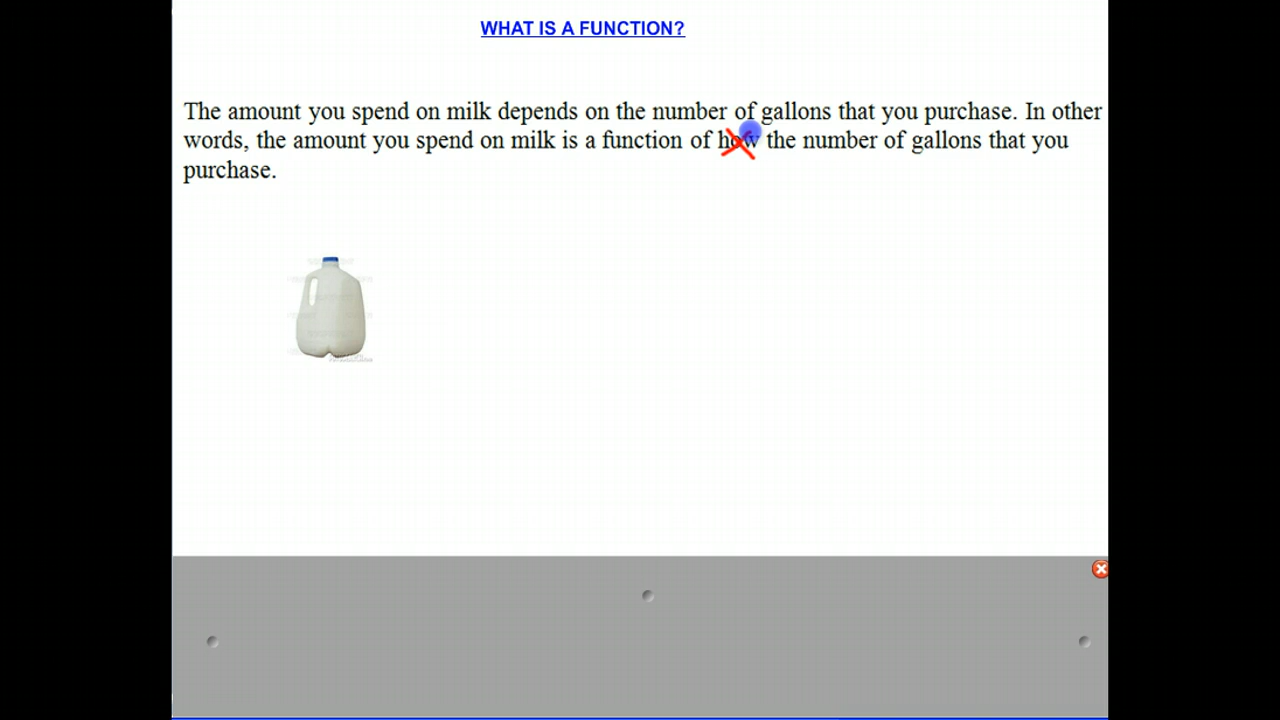 WHAT IS A FUNCTION?
The amount you spend on milk depends on the number of gallons that you purchase. In other
words, the amount you spend on milk is a function of how the number of gallons that you
purchase.